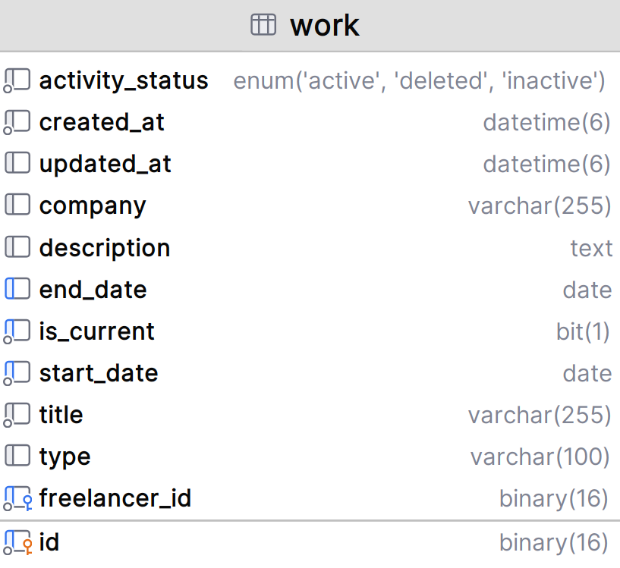 work
activity_status enum('active', 'deleted', 'inactive')
created_at datetime(6)
updated_at datetime(6)
company varchar(255)
description text
end_date date
is_current bit(1)
start_date date
title varchar(255)
type varchar(100)
freelancer_id binary(16)
id binary(16)